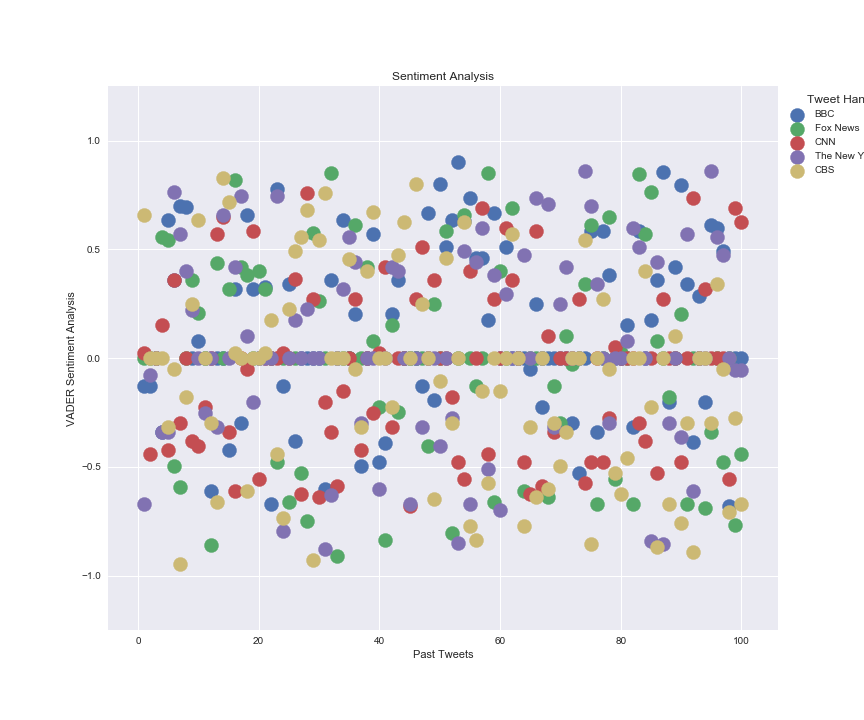 Sentiment Analysis
Tweet Han
BBC
Fox News
CNN
The New Y
CBS
1.0
0.5
0.0
−0.5
−1.0
VADER Sentiment Analysis
0 20 40 60 80 100
Past Tweets